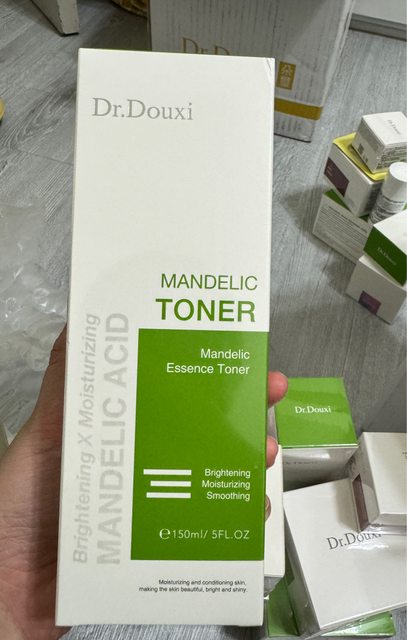 Dr.Douxi
MANDELIC
TONER
Mandelic
Essence Toner
Brightening X Moisturizing
MANDELIC ACID
Brightening
Moisturizing
Smoothing
℮150ml/ 5FL.OZ
Moisturizing and conditioning skin,
making the skin beautiful, bright and shiny.
Dr.Douxi
Dr.Douxi
Dr.Douxi